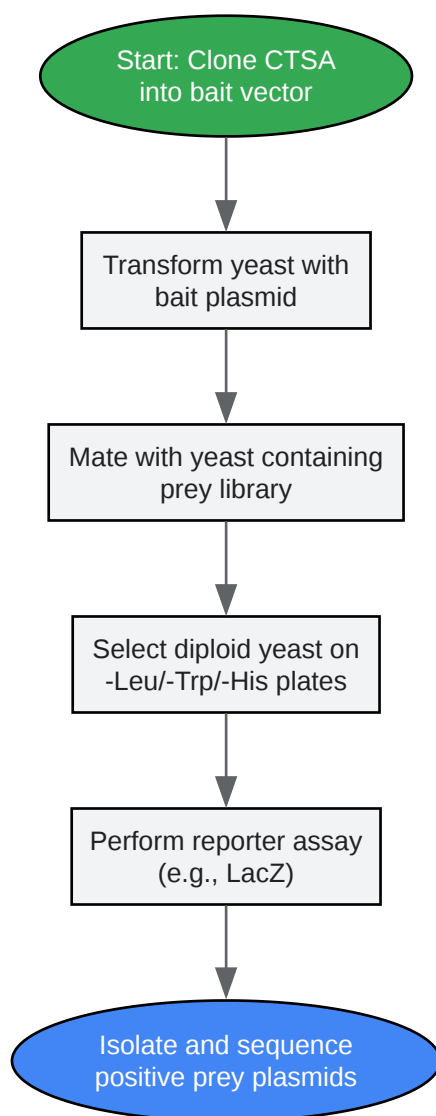 Start: Clone CTSA
into bait vector
Transform yeast with
bait plasmid
Mate with yeast containing
prey library
Select diploid yeast on
-Leu/-Trp/-His plates
Perform reporter assay
(e.g., LacZ)
Isolate and sequence
positive prey plasmids